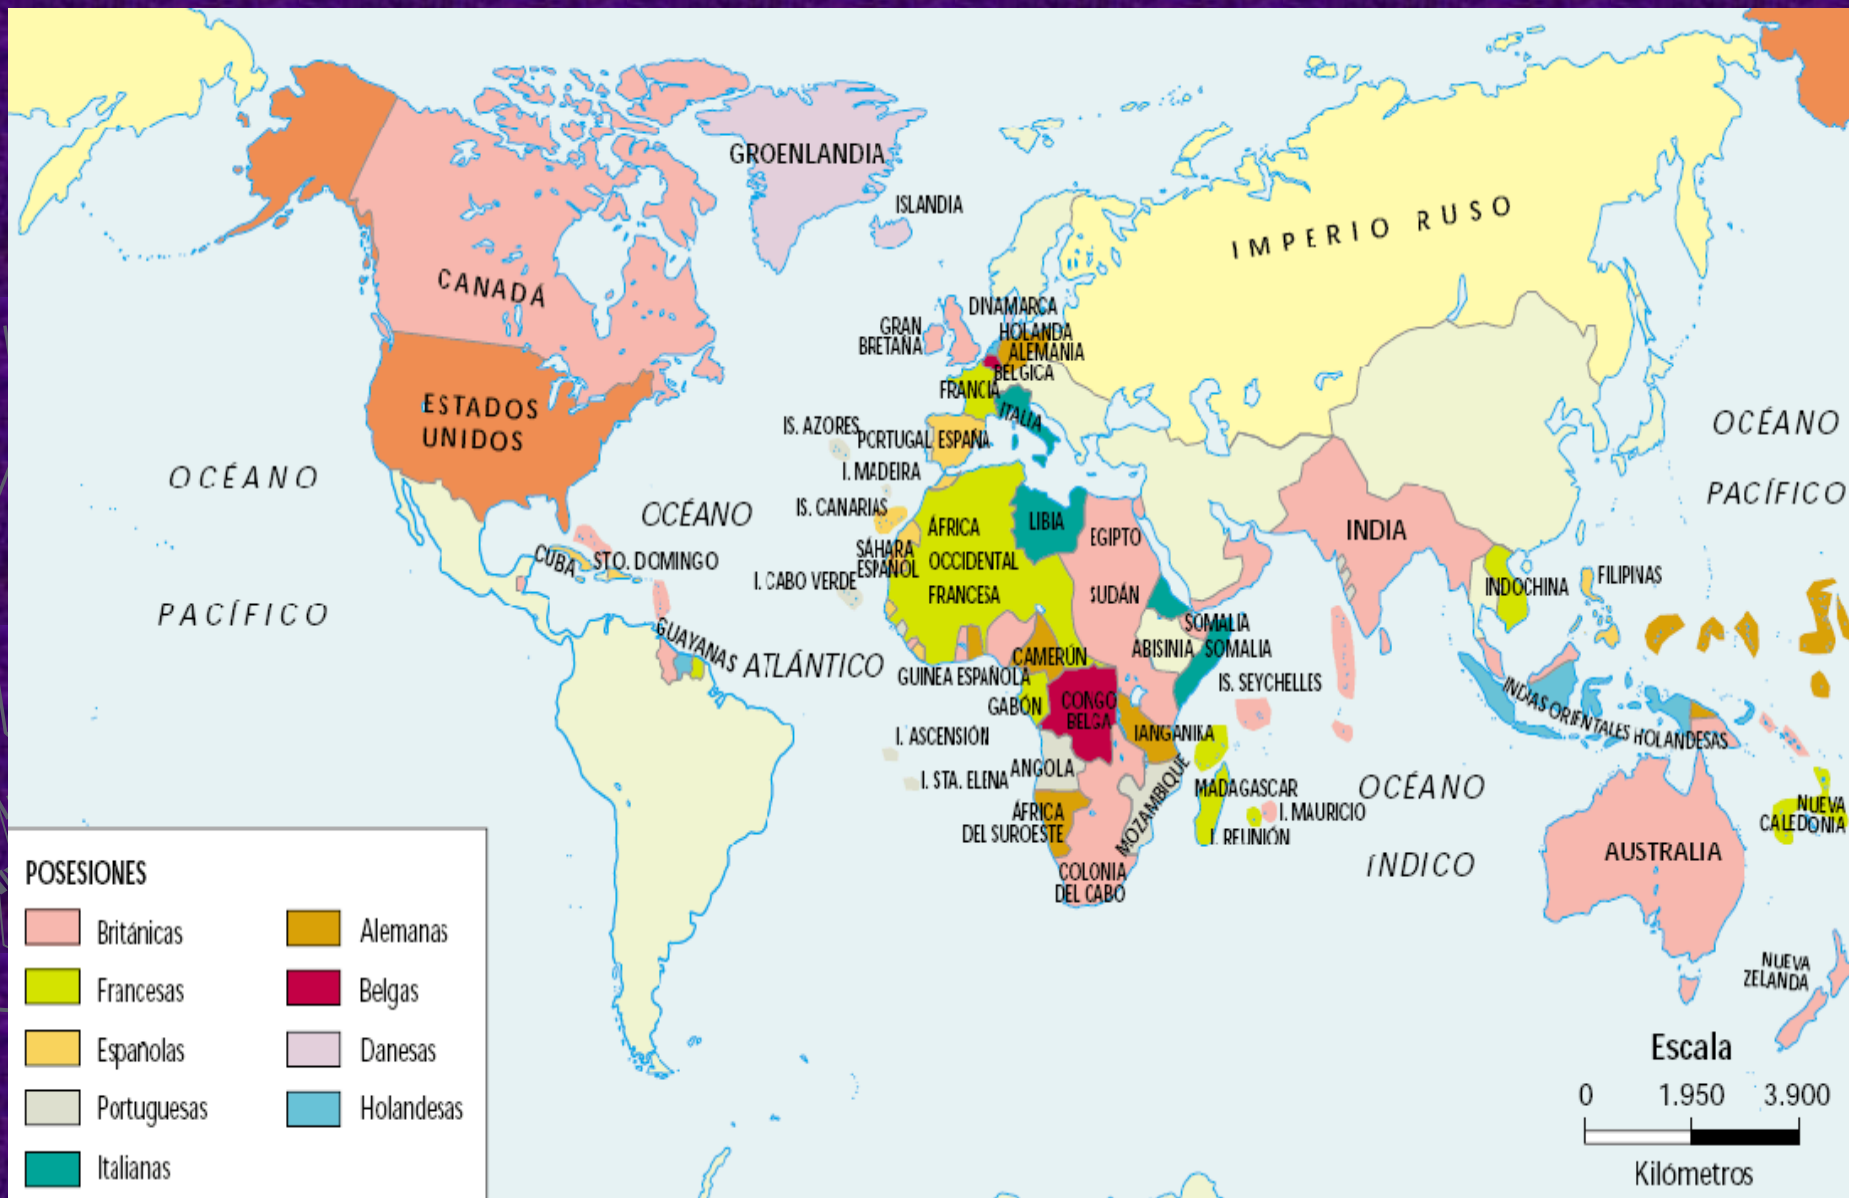 GROENLANDIA
ISLANDIA
IMPERIO RUSO
CANADÁ
DINAMARCA
GRAN
BRETAÑA
HOLANDA
ALEMANIA
BÉLGICA
FRANCIA
ITALIA
ESTADOS
UNIDOS
IS. AZORES
PORTUGAL
ESPAÑA
I. MADEIRA
IS. CANARIAS
OCÉANO
PACÍFICO
OCÉANO
ATLÁNTICO
OCÉANO
PACÍFICO
CUBA
STO. DOMINGO
SÁHARA
ESPAÑOL
ÁFRICA
OCCIDENTAL
FRANCESA
LIBIA
EGIPTO
SUDÁN
INDIA
INDOCHINA
FILIPINAS
I. CABO VERDE
GUAYANAS
SOMALIA
ABISINIA
SOMALIA
CAMERÚN
GUINEA ESPAÑOLA
GABÓN
CONGO
BELGA
IS. SEYCHELLES
INDIAS ORIENTALES HOLANDESAS
I. ASCENSIÓN
TANGANIKA
I. STA. ELENA
ANGOLA
MOZAMBIQUE
MADAGASCAR
I. MAURICIO
I. REUNIÓN
ÁFRICA
DEL SUROESTE
COLONIA
DEL CABO
OCÉANO
ÍNDICO
NUEVA
CALEDONIA
AUSTRALIA
NUEVA
ZELANDA
POSESIONES
Británicas
Francesas
Españolas
Portuguesas
Italianas
Alemanas
Belgas
Danesas
Holandesas
Escala
0 1.950 3.900
Kilómetros